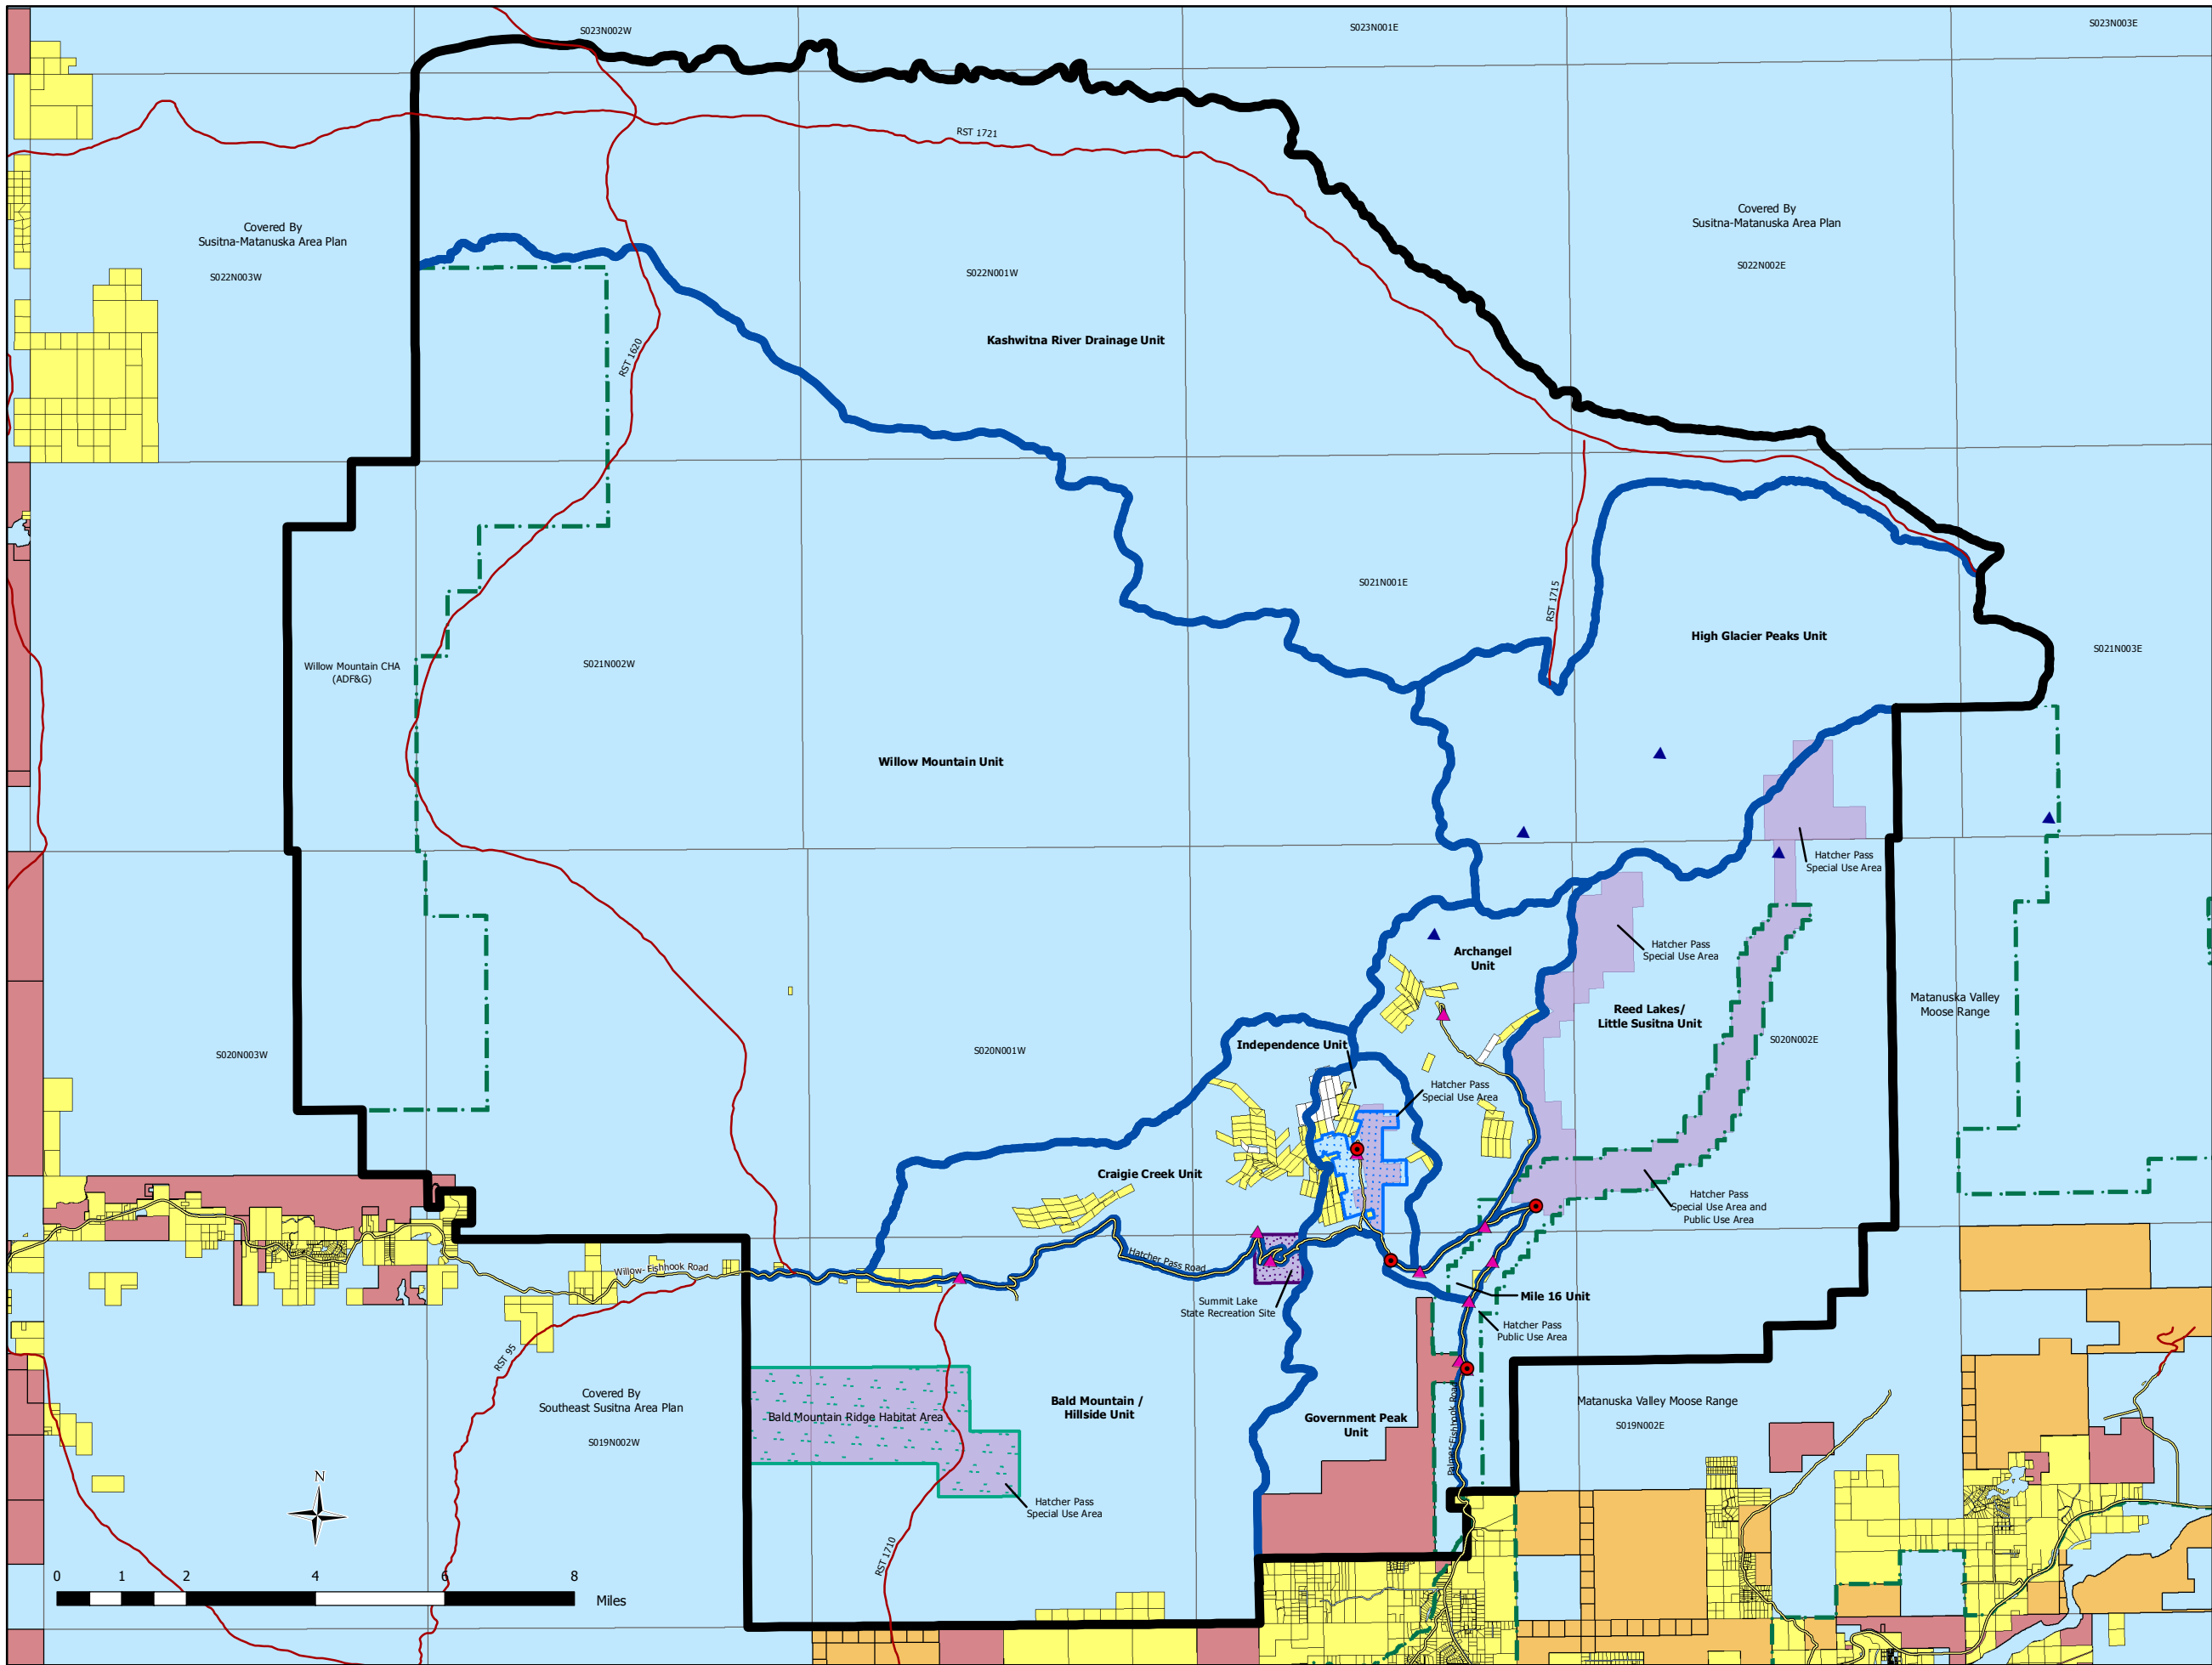 S023N002W
S023N001E
S023N003E
RST 1721
Covered By
Susitna-Matanuska Area Plan
S022N003W
Covered By
Susitna-Matanuska Area Plan
S022N002E
S022N001W
Kashwitna River Drainage Unit
RST 1620
S021N001E
RST 1715
High Glacier Peaks Unit
S021N003E
Willow Mountain CHA
(ADF&G)
S021N002W
Willow Mountain Unit
Hatcher Pass
Special Use Area
Archangel
Unit
Hatcher Pass
Special Use Area
Reed Lakes/
Little Susitna Unit
Matanuska Valley
Moose Range
S020N003W
S020N001W
Independence Unit
S020N002E
Hatcher Pass
Special Use Area
Craigie Creek Unit
Hatcher Pass
Special Use Area and
Public Use Area
Hatcher Pass Road
Willow-Fishhook Road
Summit Lake
State Recreation Site
Mile 16 Unit
Hatcher Pass
Public Use Area
RST 95
Covered By
Southeast Susitna Area Plan
S019N002W
Bald Mountain Ridge Habitat Area
Bald Mountain /
Hillside Unit
Government Peak
Unit
Palmer-Fishhook Road
Matanuska Valley Moose Range
S019N002E
Hatcher Pass
Special Use Area
RST 1710
N
0 1 2 4 6 8
Miles